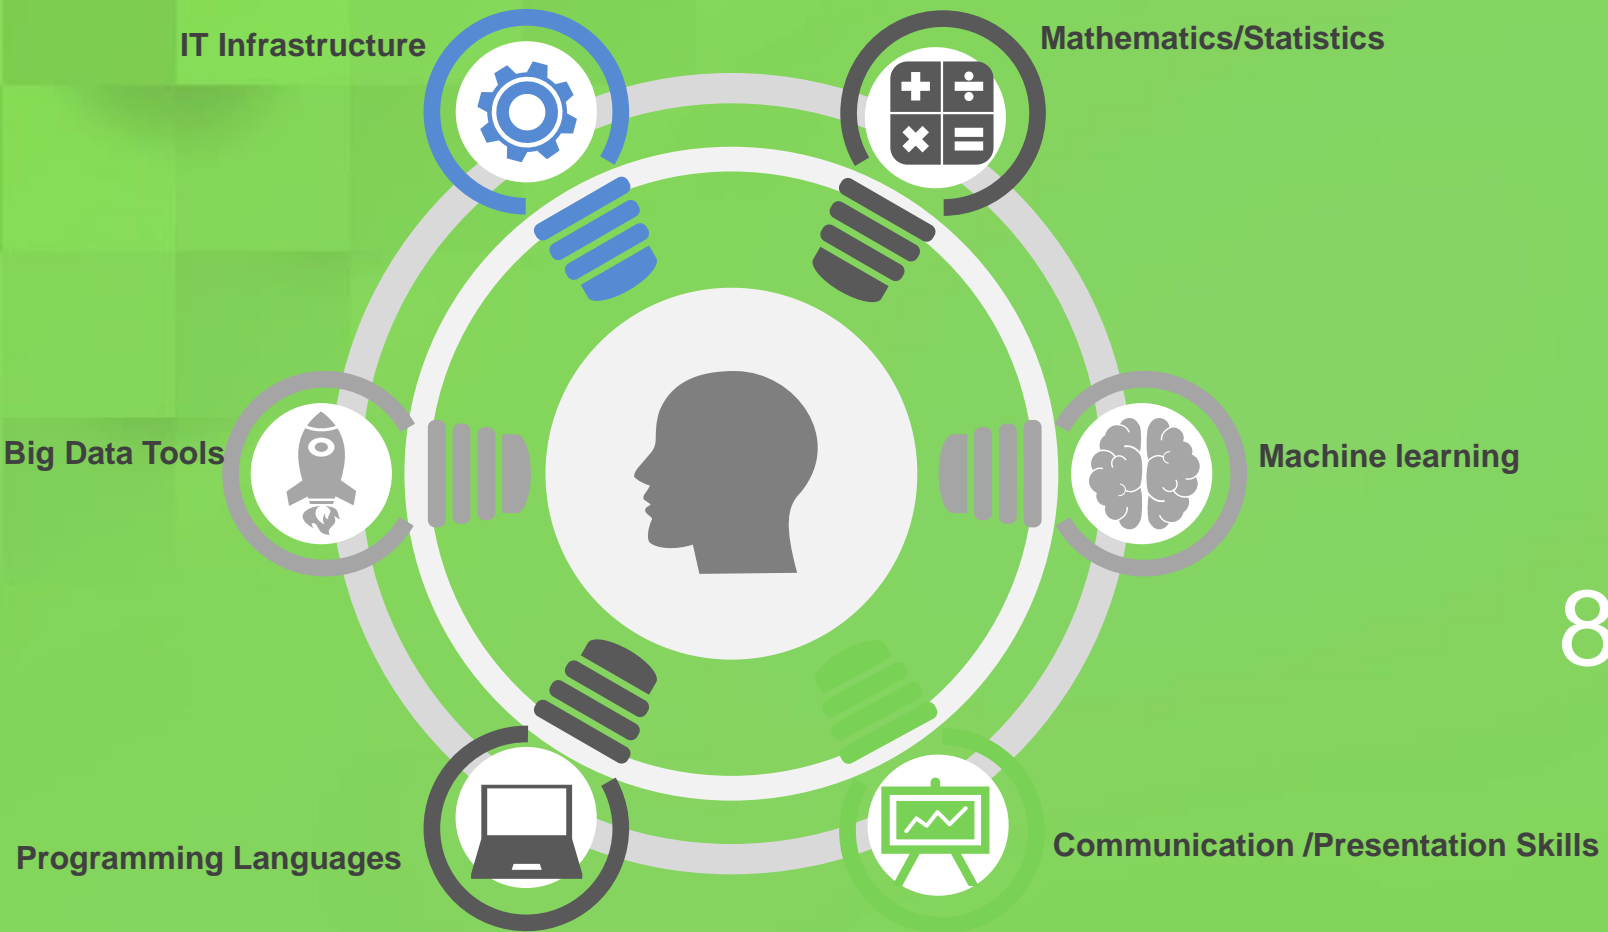 IT Infrastructure
Mathematics/Statistics
Big Data Tools
Machine learning
8
Programming Languages
Communication /Presentation Skills